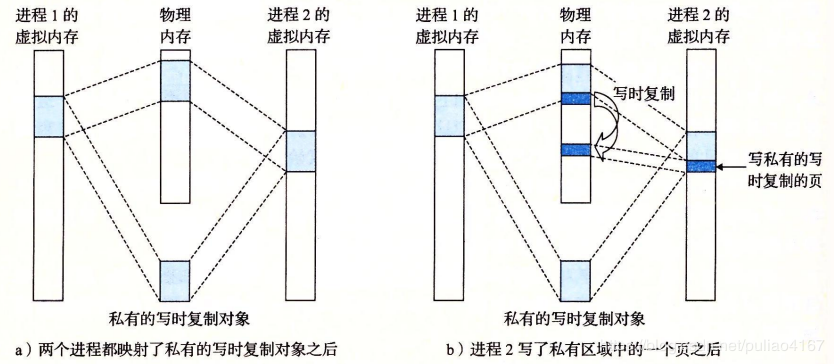 进程 1 的
虚拟内存
物理
内存
进程 2 的
虚拟内存
私有的写时复制对象
a）两个进程都映射了私有的写时复制对象之后
进程 1 的
虚拟内存
物理
内存
进程 2 的
虚拟内存
写时复制
写私有的写
时复制的页
私有的写时复制对象
b）进程 2 写了私有区域中的一个页之后
net/puliao4167